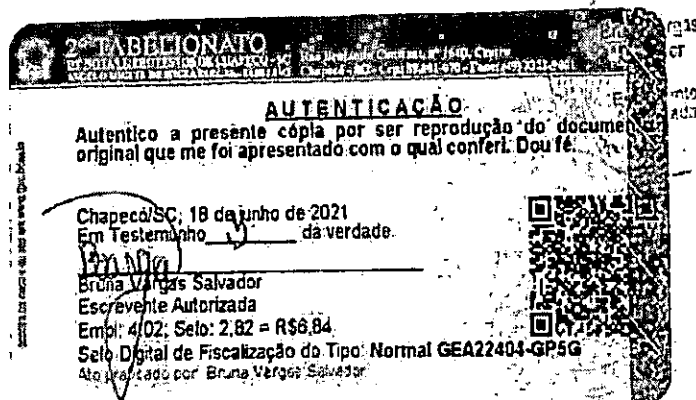 2º TABELIONATO
AUTENTICAÇÃO
Autentico a presente cópia por ser reprodução do documen
original que me foi apresentado com o qual conferi. Dou fé.
Chapecó/SC, 18 de junho de 2021
Em Testemunho da verdade.
Bruna Vargas Salvador
Escrevente Autorizada
Emol: 4,02; Selo: 2,82 = R$6,84
Selo Digital de Fiscalização do Tipo: Normal GEA22404-GP5G
Ato praticado por: Bruna Vargas Salvador